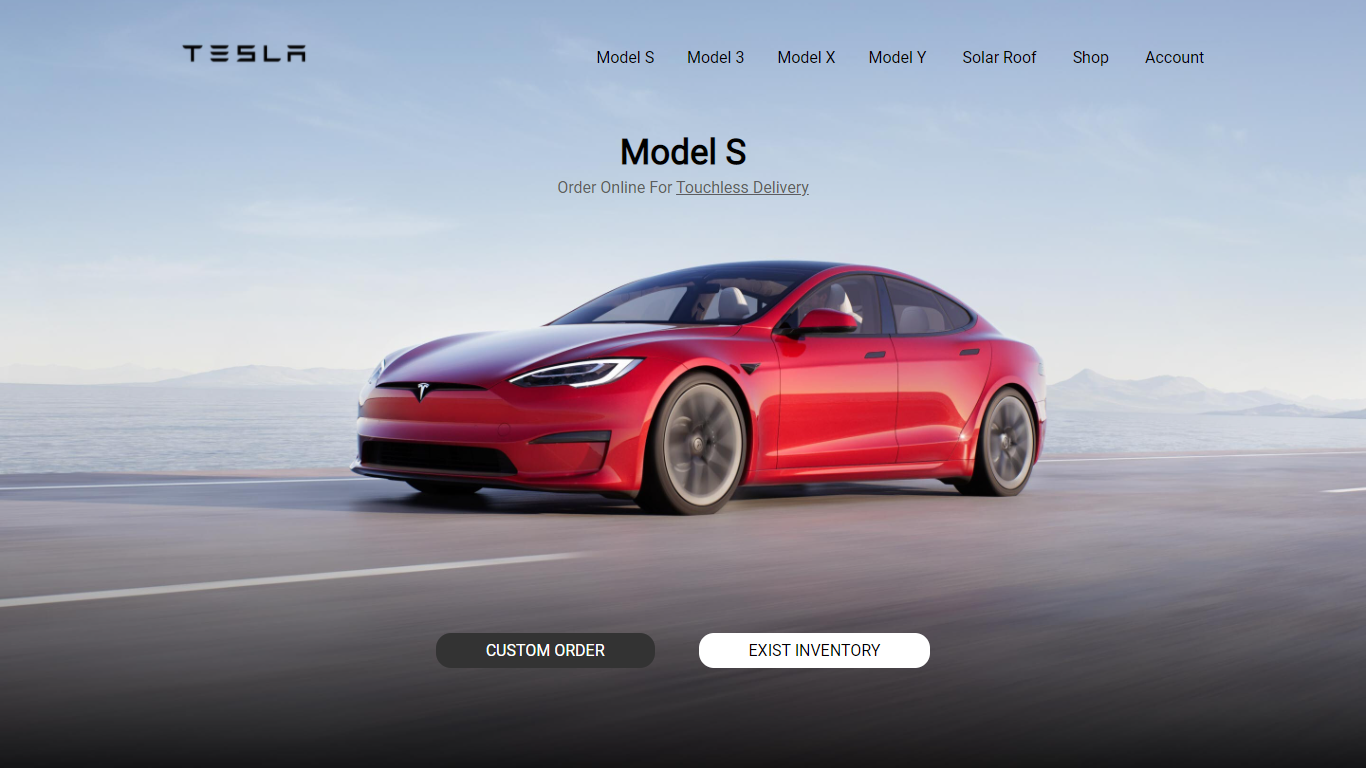 TESLA
Model S Model 3 Model X Model Y Solar Roof Shop Account
Model S
Order Online For Touchless Delivery
CUSTOM ORDER
EXIST INVENTORY